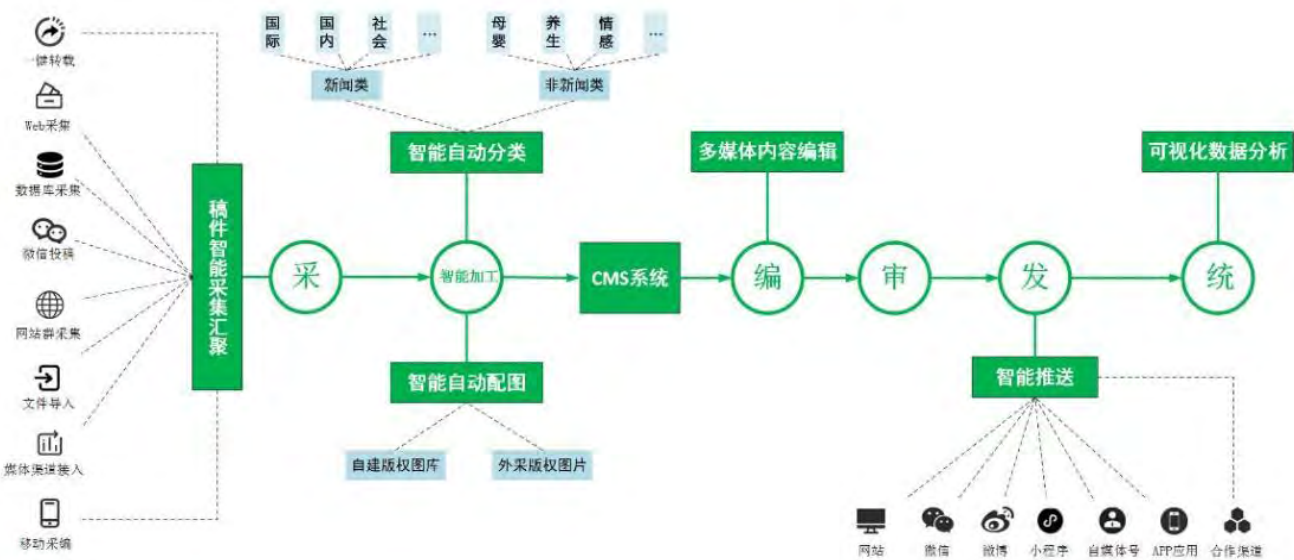 一键转载
Web采集
数据库采集
微信投稿
网站群采集
文件导入
媒体渠道接入
移动采编
稿件智能采集汇聚
采
国际
国内
社会
...
新闻类
母婴
养生
情感
...
非新闻类
智能自动分类
智能加工
智能自动配图
自建版权图库
外采版权图片
CMS系统
多媒体内容编辑
编
审
发
可视化数据分析
统
智能推送
网站
微信
微博
小程序
自媒体号
APP应用
合作渠道